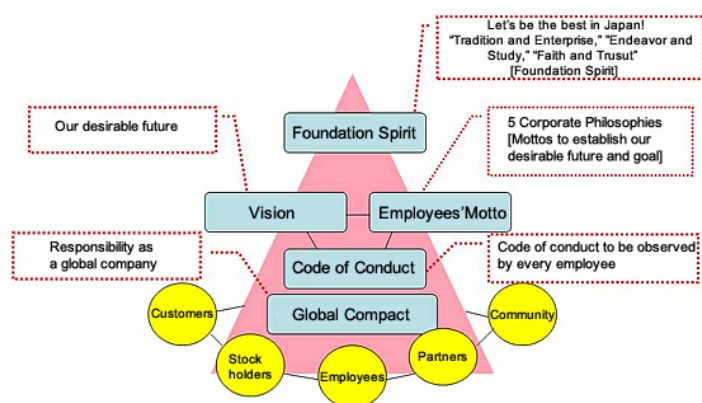 Let's be the best in Japan!
“Tradition and Enterprise,” ”Endeavor and
Study,” “Faith and Trusut”
[Foundation Spirit]
Our desirable future
Foundation Spirit
5 Corporate Philosophies
[Mottos to establish our
desirable future and goal]
Vision
Employees’Motto
Responsibility as
a global company
Code of Conduct
Code of conduct to be observed
by every employee
Global Compact
Customers
Community
Stock
holders
Employees
Partners